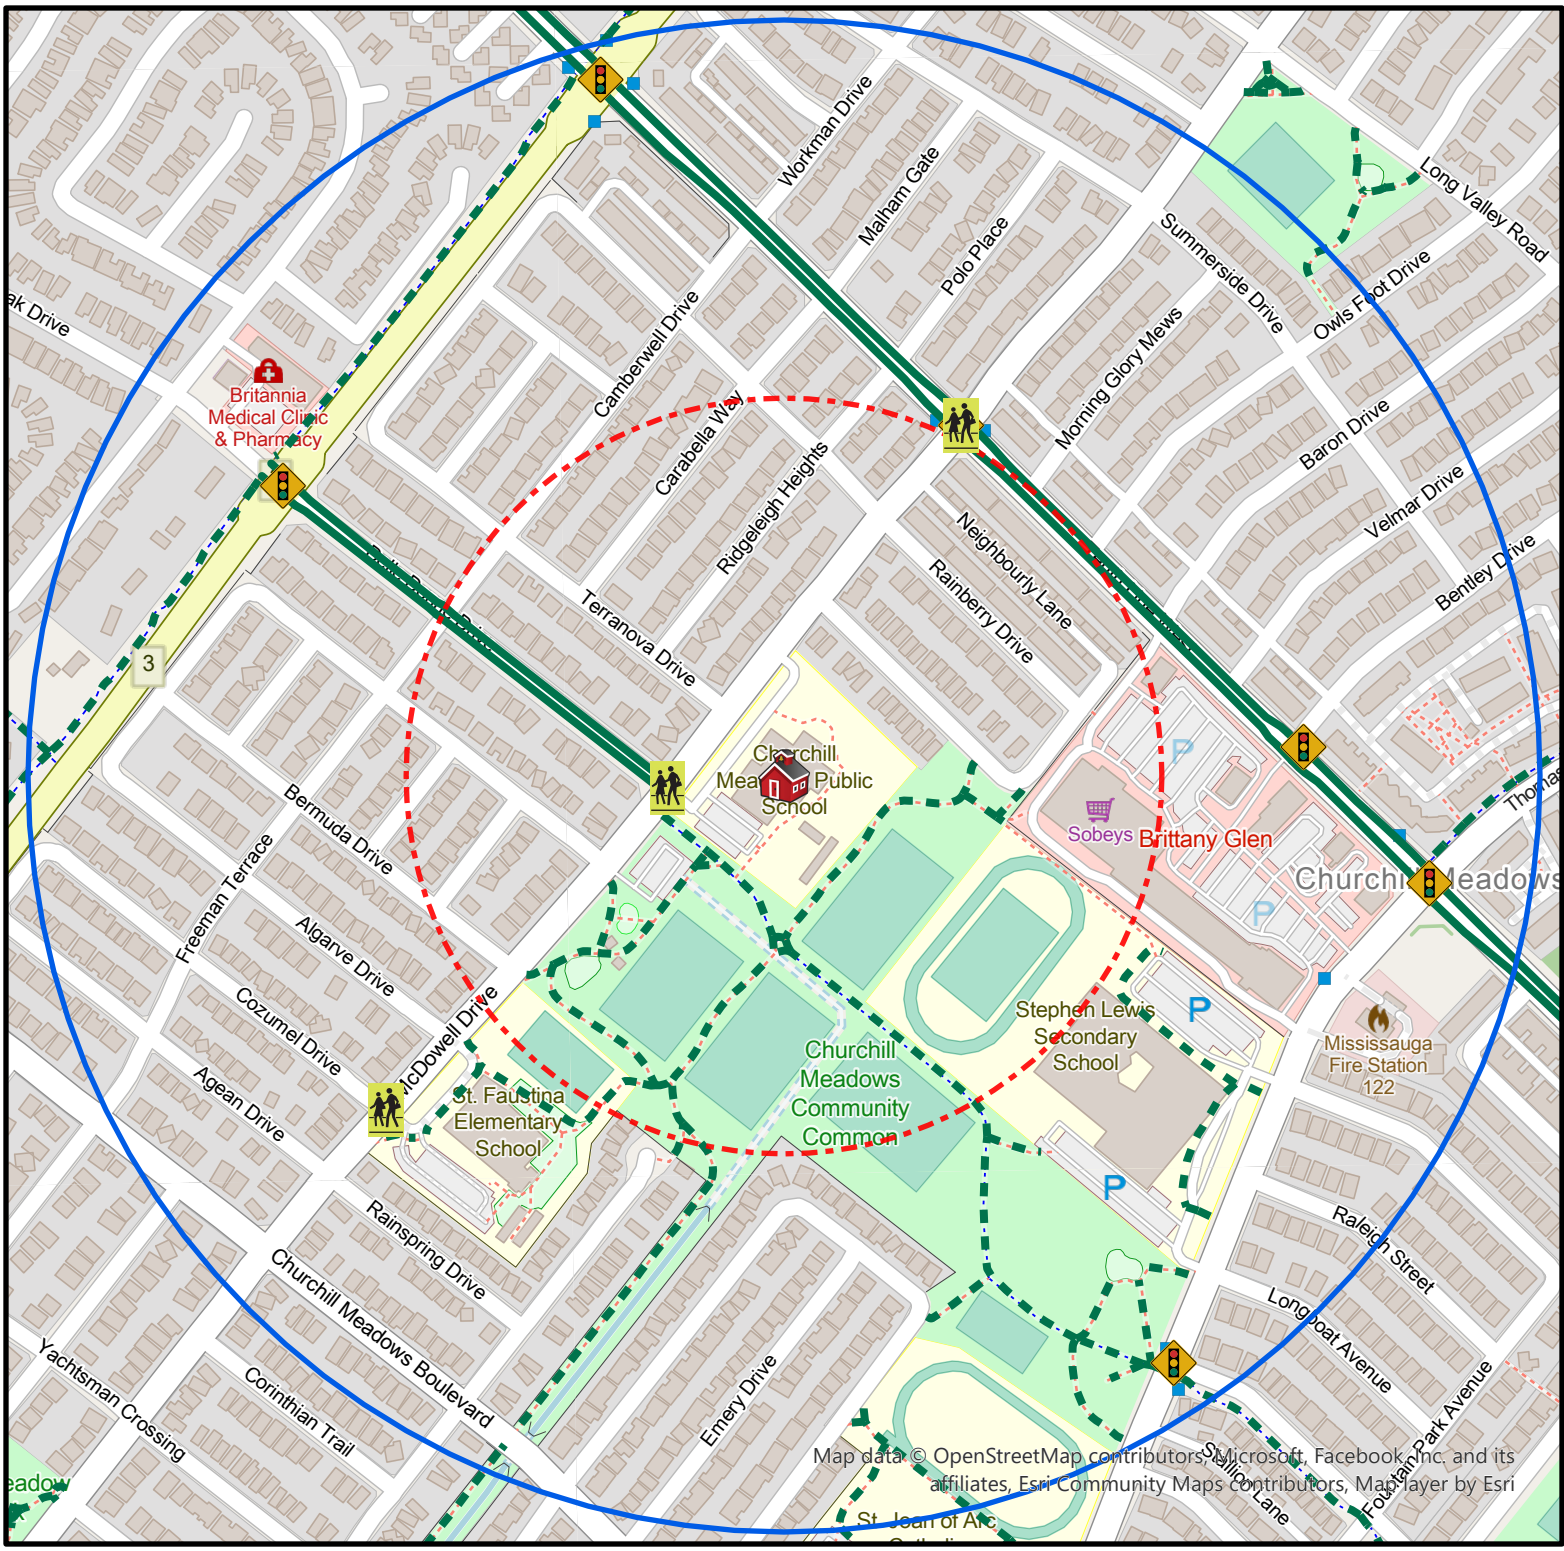 Workman Drive
Malham Gate
Polo Place
Long Valley Road
Summerside Drive
Owls Foot Drive
ak Drive
Camberwell Drive
Morning Glory Mews
Britannia
Medical Clinic
& Pharmacy
Carabella Way
Ridgeleigh Heights
Baron Drive
Velmar Drive
Bentley Drive
Neighbourly Lane
Rainberry Drive
Terranova Drive
3
Churchill
Meadows Public
School
P
Thomas
Sobeys
Brittany Glen
Churchill Meadows
P
Bermuda Drive
Freeman Terrace
Algarve Drive
Cozumel Drive
Agean Drive
McDowell Drive
Stephen Lewis
Secondary
School
P
Mississauga
Fire Station
122
Churchill
Meadows
Community
Common
St. Faustina
Elementary
School
P
Rainspring Drive
Raleigh Street
Churchill Meadows Boulevard
Longboat Avenue
Yachtsman Crossing
Corinthian Trail
Emery Drive
Fountain Park Avenue
Stallion Lane
eadow
Map data © OpenStreetMap contributors, Microsoft, Facebook, Inc. and its
affiliates, Esri Community Maps contributors, Map layer by Esri
St. Joan of Arc